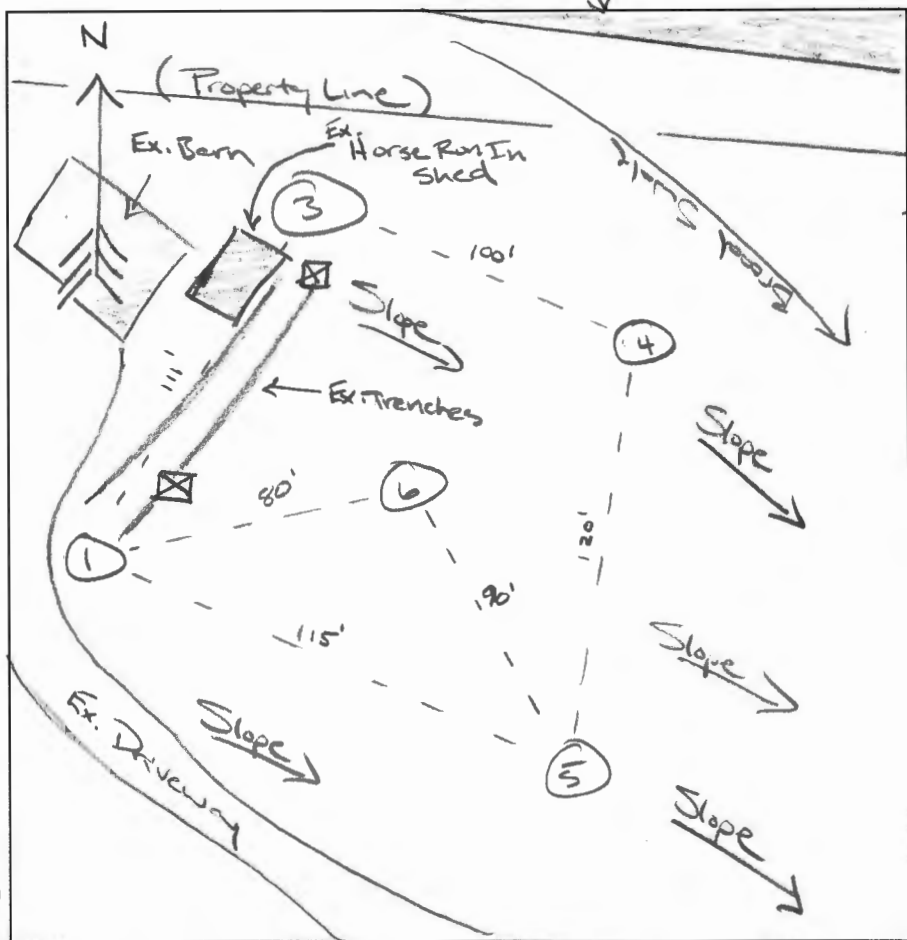 N
(Property Line)
Ex. Barn
Ex. Horse Run In
Shed
3
100'
Broad Swale
Slope
4
Ex. Trenches
Slope
80'
6
120'
1
90'
115'
Slope
Ex. Driveway
Slope
5
Slope